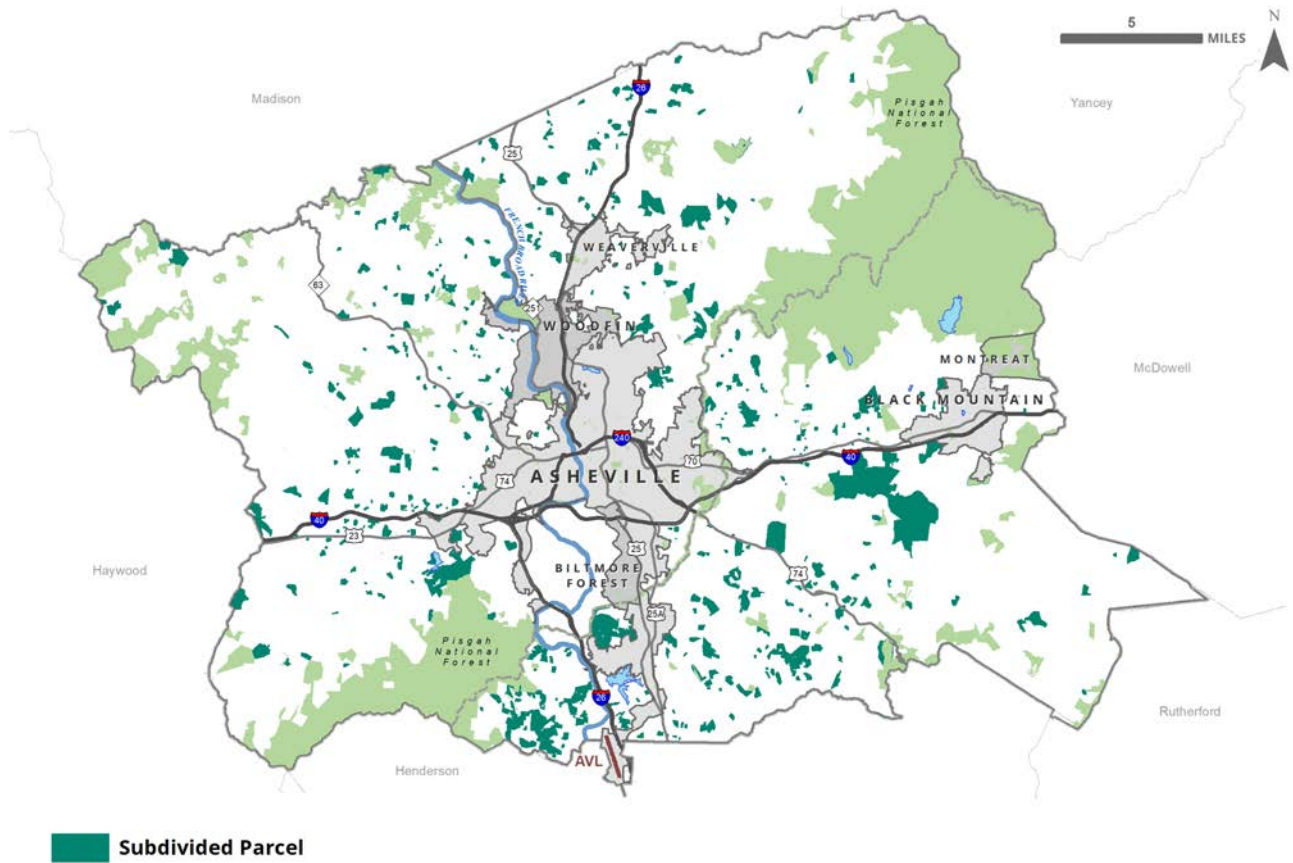 5
MILES
N
26
Madison
Yancey
Pisgah
National
Forest
25
FRENCH BROAD RIVER
WEAVERVILLE
63
25
WOODFIN
MONTREAT
McDowell
BLACK MOUNTAIN
240
40
70
74
ASHEVILLE
40
23
25
74
Haywood
BILTMORE
FOREST
25A
Pisgah
National
Forest
26
Rutherford
AVL
Henderson
Subdivided Parcel